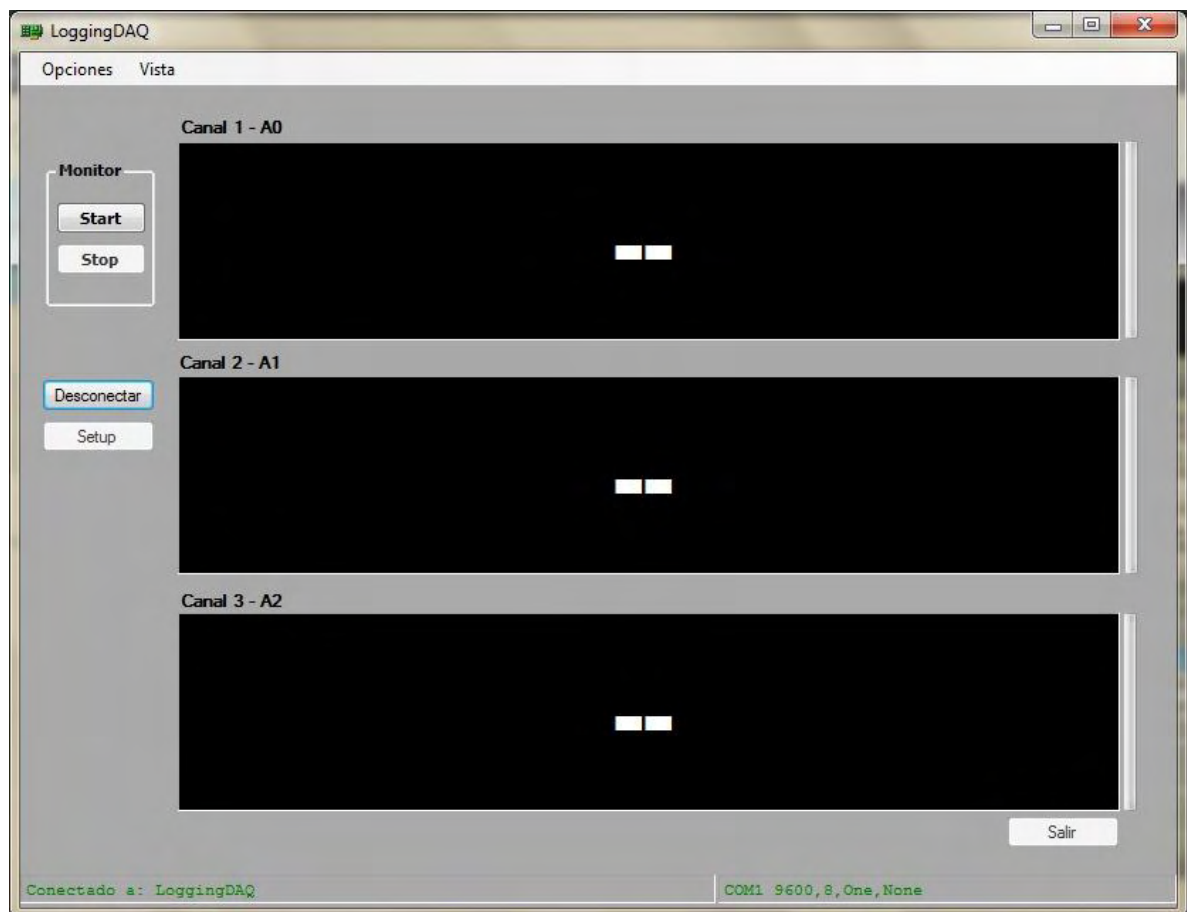 LoggingDAQ
Opciones Vista
Canal 1 - A0
Monitor
Start
Stop
--
Canal 2 - A1
Desconectar
Setup
--
Canal 3 - A2
--
Salir
Conectado a: LoggingDAQ
COM1 9600,8,One,None